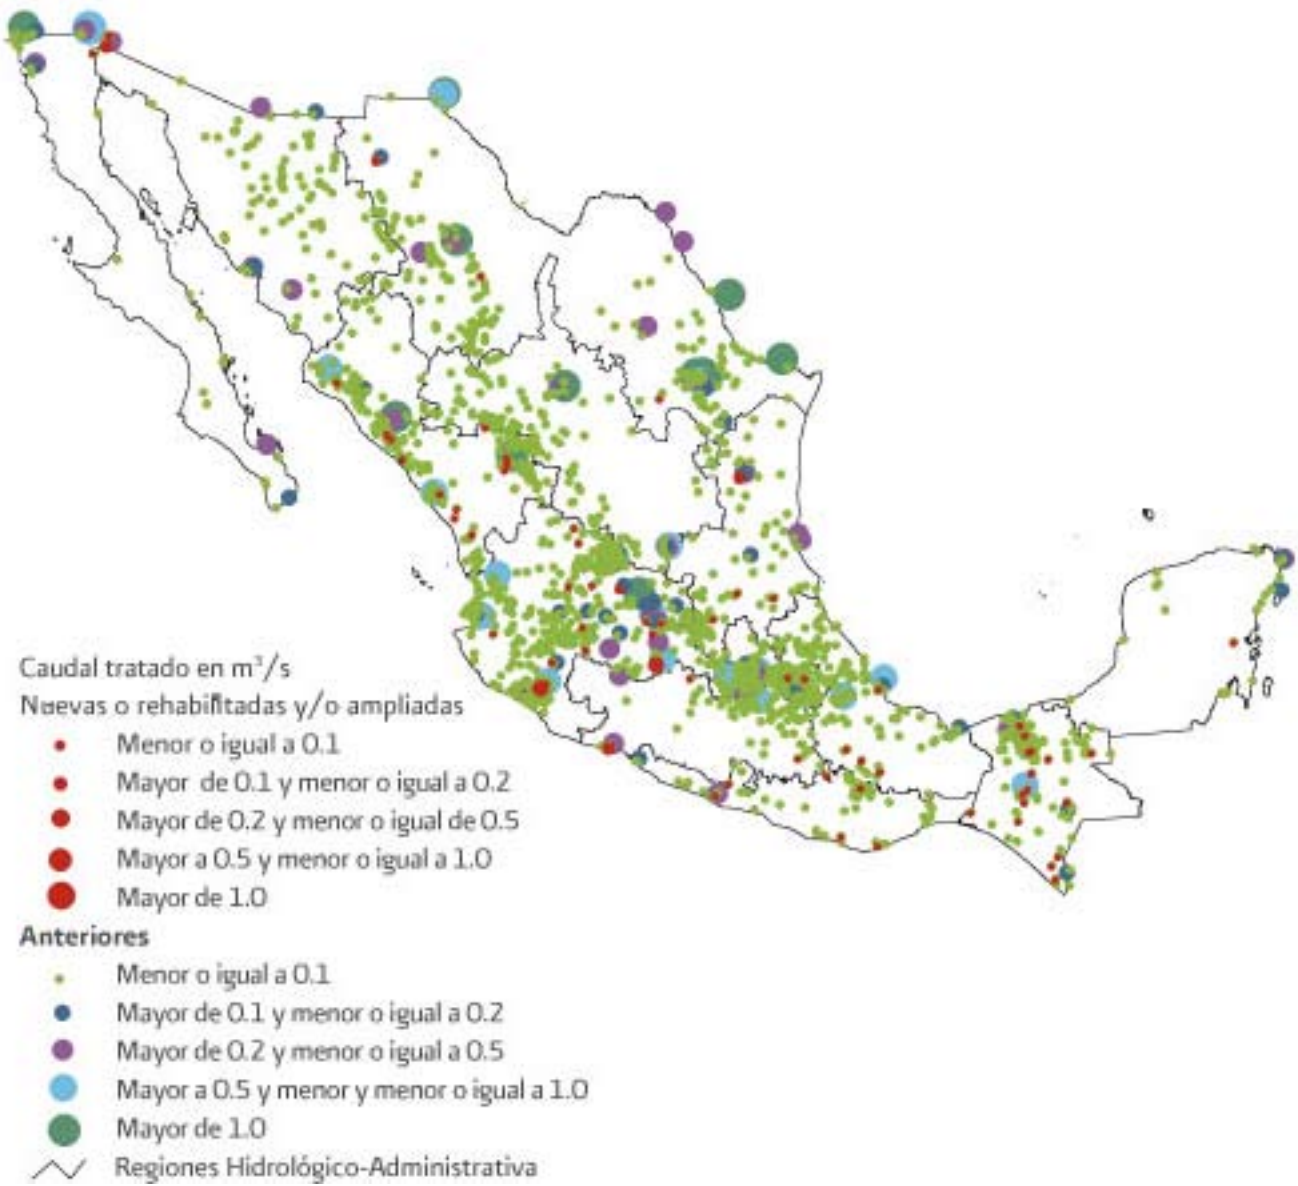 Caudal tratado en m³/s
Nuevas o rehabilitadas y/o ampliadas
Menor o igual a 0.1
Mayor de 0.1 y menor o igual a 0.2
Mayor de 0.2 y menor o igual de 0.5
Mayor a 0.5 y menor o igual a 1.0
Mayor de 1.0
Anteriores
Menor o igual a 0.1
Mayor de 0.1 y menor o igual a 0.2
Mayor de 0.2 y menor o igual a 0.5
Mayor a 0.5 y menor y menor o igual a 1.0
Mayor de 1.0
Regiones Hidrológico-Administrativa